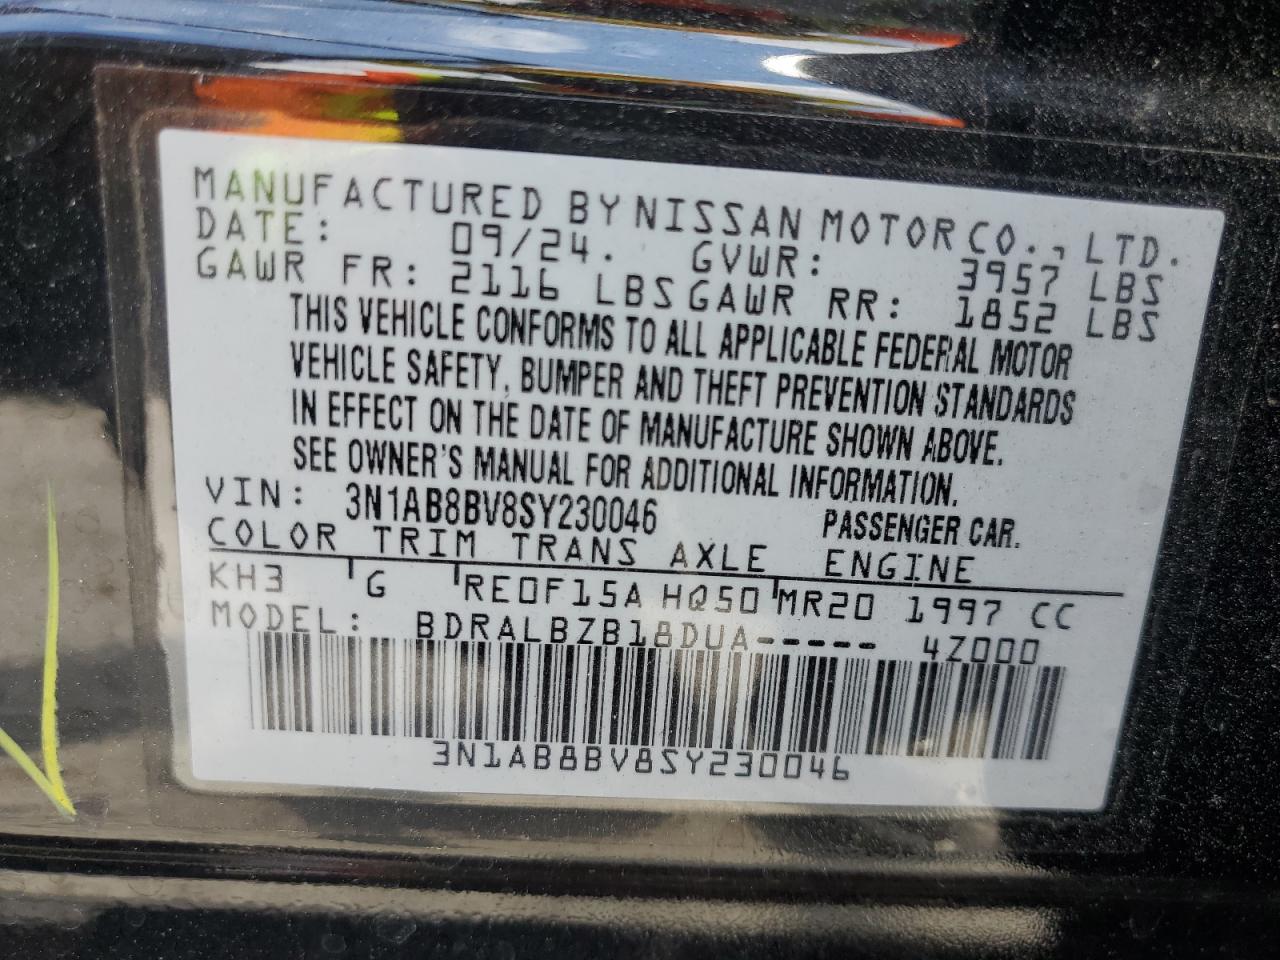 MANUFACTURED BY NISSAN MOTOR CO., LTD.
DATE: 09/24. GVWR: 3957 LBS
GAWR FR: 2116 LBS GAWR RR: 1852 LBS
THIS VEHICLE CONFORMS TO ALL APPLICABLE FEDERAL MOTOR
VEHICLE SAFETY, BUMPER AND THEFT PREVENTION STANDARDS
IN EFFECT ON THE DATE OF MANUFACTURE SHOWN ABOVE.
SEE OWNER'S MANUAL FOR ADDITIONAL INFORMATION.
VIN: 3N1AB8BV8SY230046 PASSENGER CAR.
COLOR TRIM TRANS AXLE ENGINE
KH3 G RE0F15A HQ50 MR20 1997 CC
MODEL: BDRALBZB18DUA----- 4Z000
3N1AB8BV8SY230046